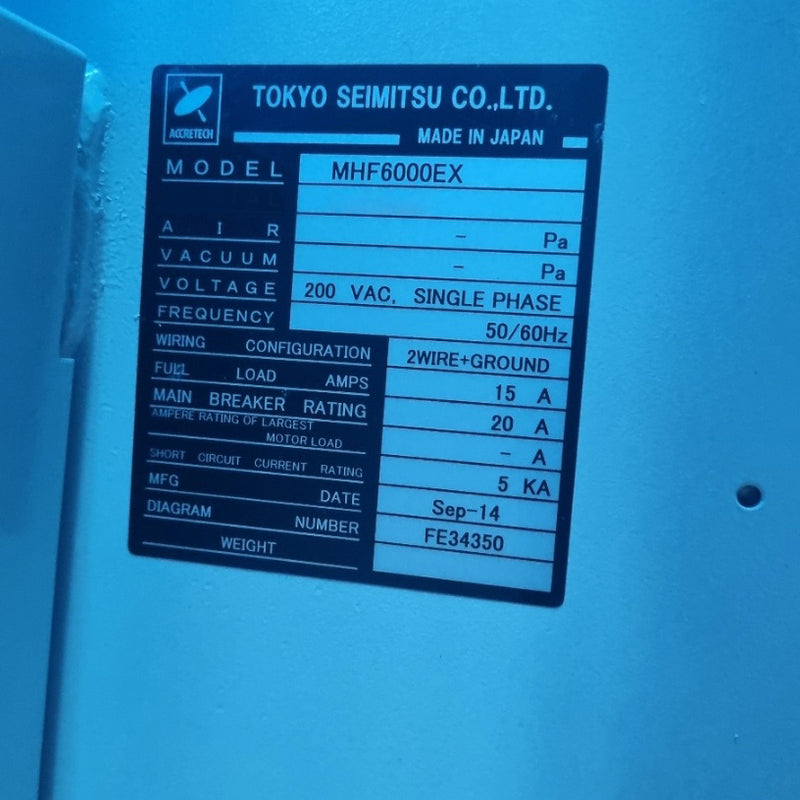 ACCRETECH
TOKYO SEIMITSU CO.,LTD.
MADE IN JAPAN
MODEL MHF6000EX
AIR - Pa
VACUUM - Pa
VOLTAGE 200 VAC, SINGLE PHASE
FREQUENCY 50/60Hz
WIRING CONFIGURATION 2WIRE+GROUND
FULL LOAD AMPS 15 A
MAIN BREAKER RATING 20 A
AMPERE RATING OF LARGEST
MOTOR LOAD - A
SHORT CIRCUIT CURRENT RATING 5 KA
MFG DATE Sep-14
DIAGRAM NUMBER FE34350
WEIGHT